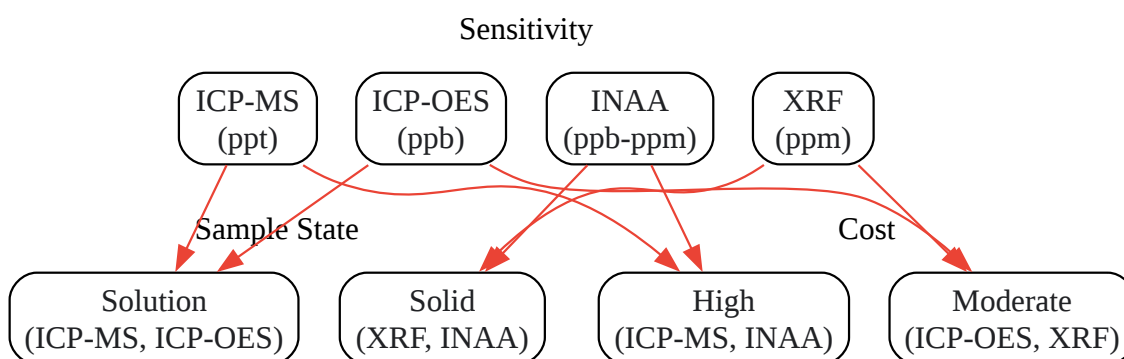 Sensitivity
ICP-MS
(ppt)
ICP-OES
(ppb)
INAA
(ppb-ppm)
XRF
(ppm)
Sample State
Cost
Solution
(ICP-MS, ICP-OES)
Solid
(XRF, INAA)
High
(ICP-MS, INAA)
Moderate
(ICP-OES, XRF)